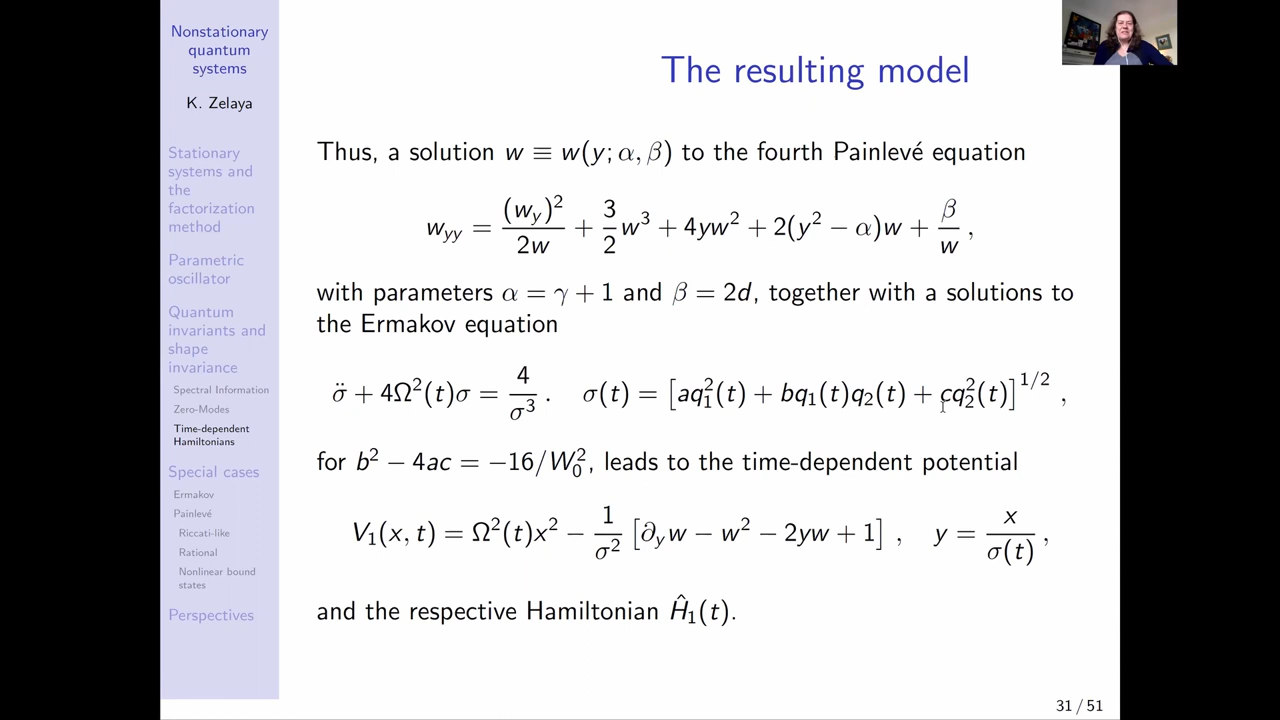 Nonstationary
quantum
systems
K. Zelaya
Stationary
systems and
the
factorization
method
Parametric
oscillator
Quantum
invariants and
shape
invariance
Spectral Information
Zero-Modes
Time-dependent
Hamiltonians
Special cases
Ermakov
Painlevé
Riccati-like
Rational
Nonlinear bound
states
Perspectives
The resulting model
Thus, a solution w ≡ w(y; α, β) to the fourth Painlevé equation
w_{yy} = (w_y)^2 / 2w + 3/2 w^3 + 4yw^2 + 2(y^2 − α)w + β/w ,
with parameters α = γ + 1 and β = 2d, together with a solutions to
the Ermakov equation
σ̈ + 4Ω^2(t)σ = 4/σ^3 . σ(t) = [aq_1^2(t) + bq_1(t)q_2(t) + cq_2^2(t)]^{1/2} ,
for b^2 − 4ac = −16/W_0^2, leads to the time-dependent potential
V_1(x, t) = Ω^2(t)x^2 − 1/σ^2 [∂_y w − w^2 − 2yw + 1] , y = x/σ(t) ,
and the respective Hamiltonian Ĥ_1(t).
31 / 51